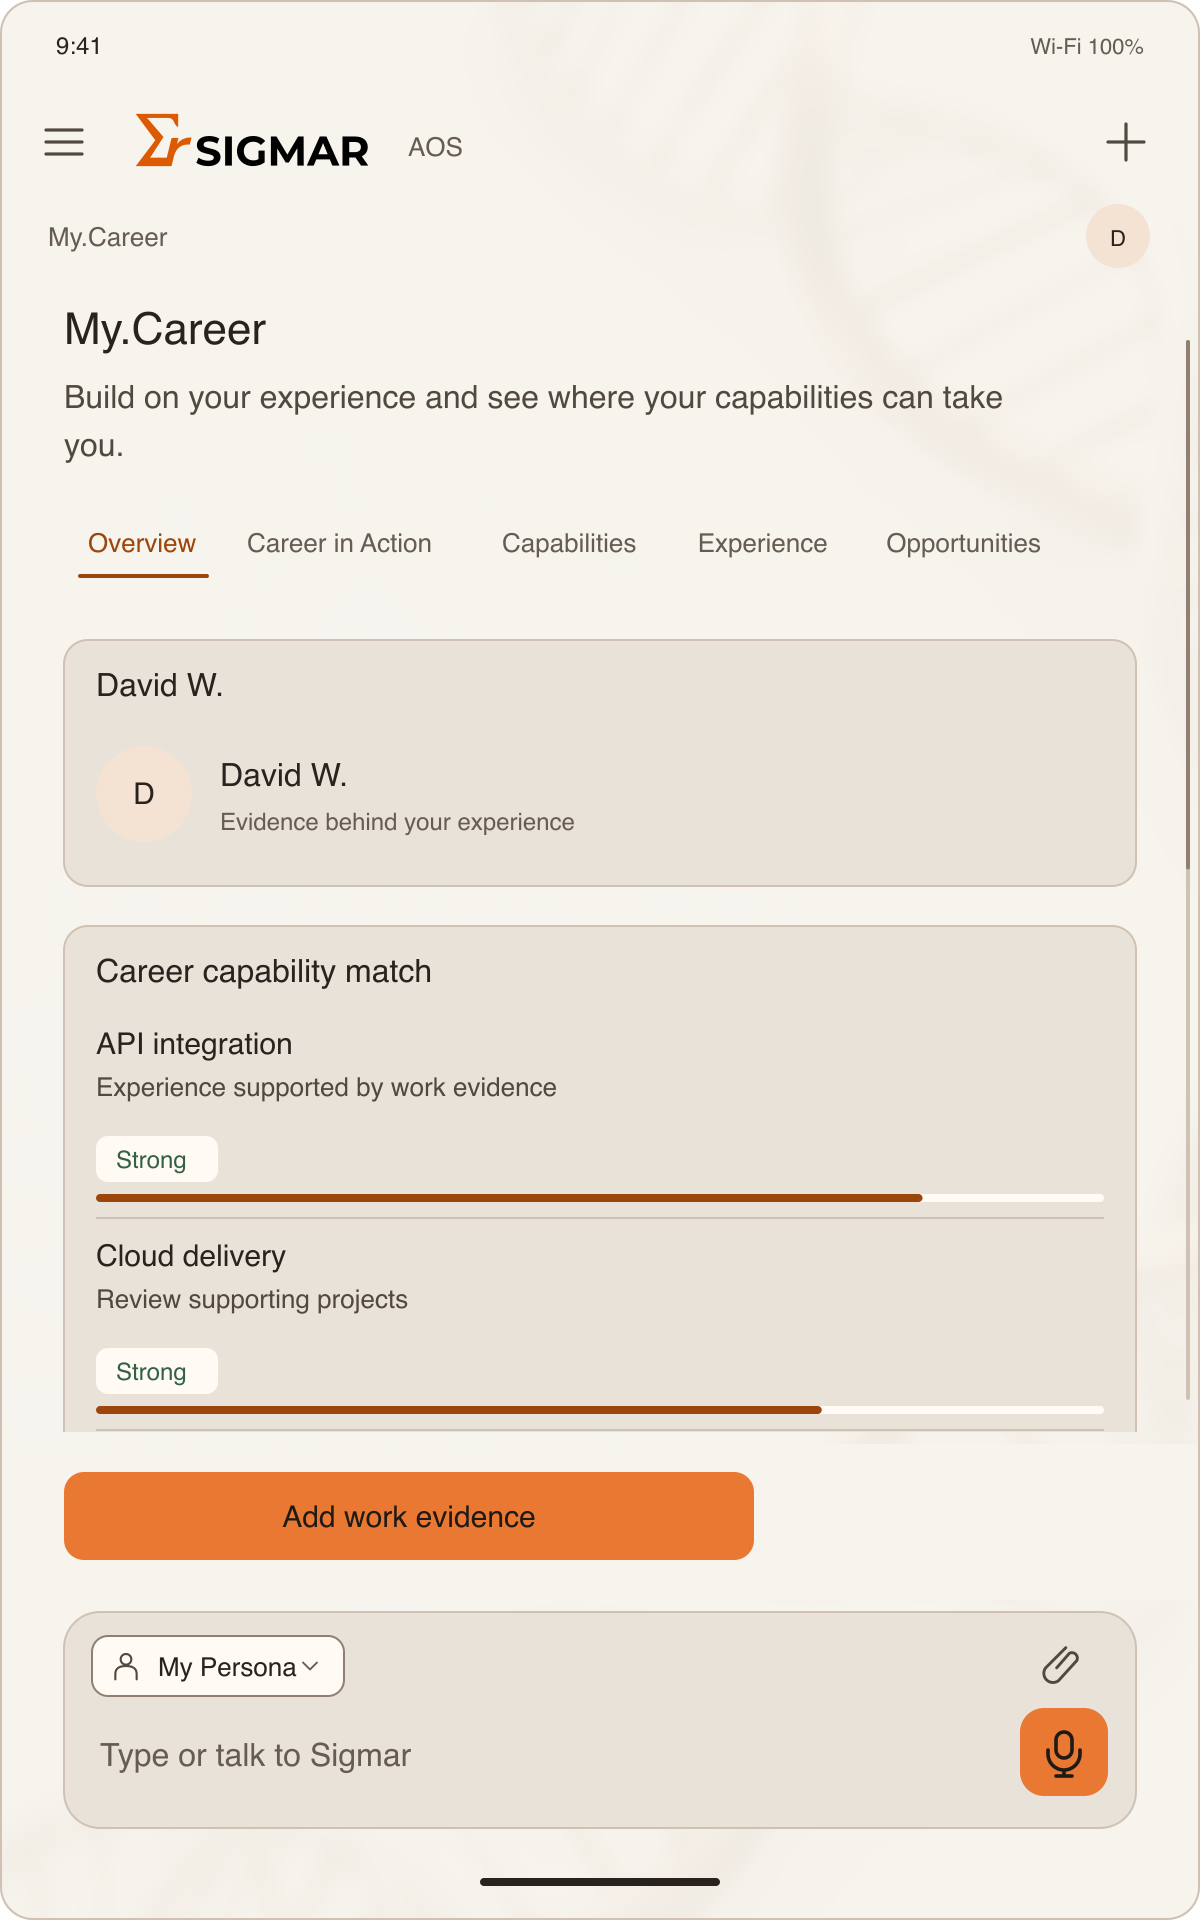 9:41
Wi-Fi 100%
Σr SIGMAR AOS
My.Career
D
My.Career
Build on your experience and see where your capabilities can take
you.
Overview Career in Action Capabilities Experience Opportunities
David W.
D
David W.
Evidence behind your experience
Career capability match
API integration
Experience supported by work evidence
Strong
Cloud delivery
Review supporting projects
Strong
Add work evidence
My Persona
Type or talk to Sigmar